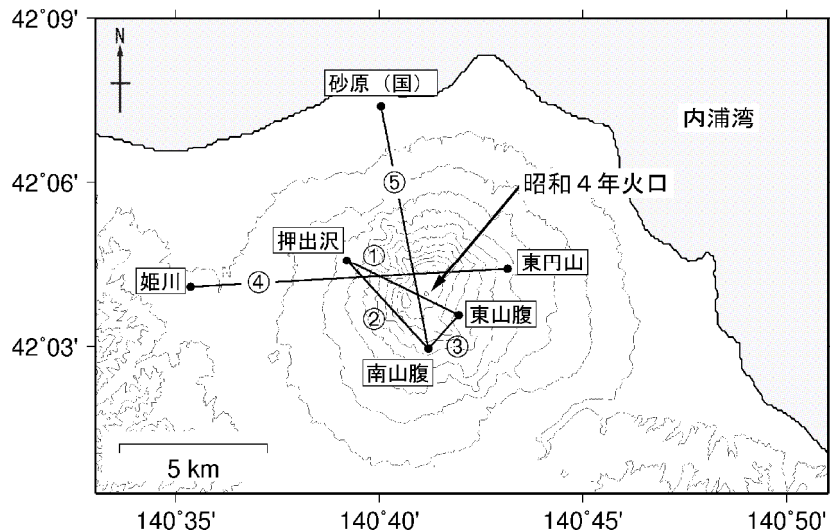 42°09'
N
砂原（国）
内浦湾
42°06'
⑤
昭和４年火口
押出沢
①
東円山
姫川
④
東山腹
②
42°03'
③
南山腹
5 km
140°35'
140°40'
140°45'
140°50'